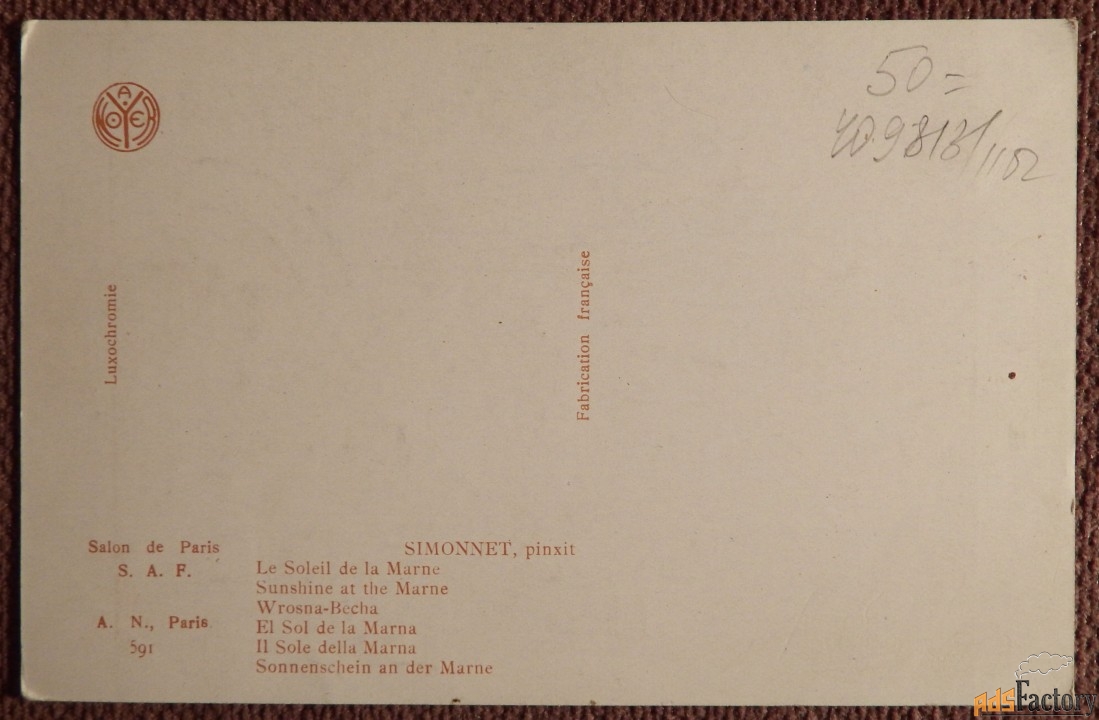 50=
A
NOYER
Luxochromie
Fabrication française
Salon de Paris
S. A. F.
A. N., Paris
591
SIMONNET, pinxit
Le Soleil de la Marne
Sunshine at the Marne
Wrosna-Becha
El Sol de la Marna
Il Sole della Marna
Sonnenschein an der Marne
AdsFactory